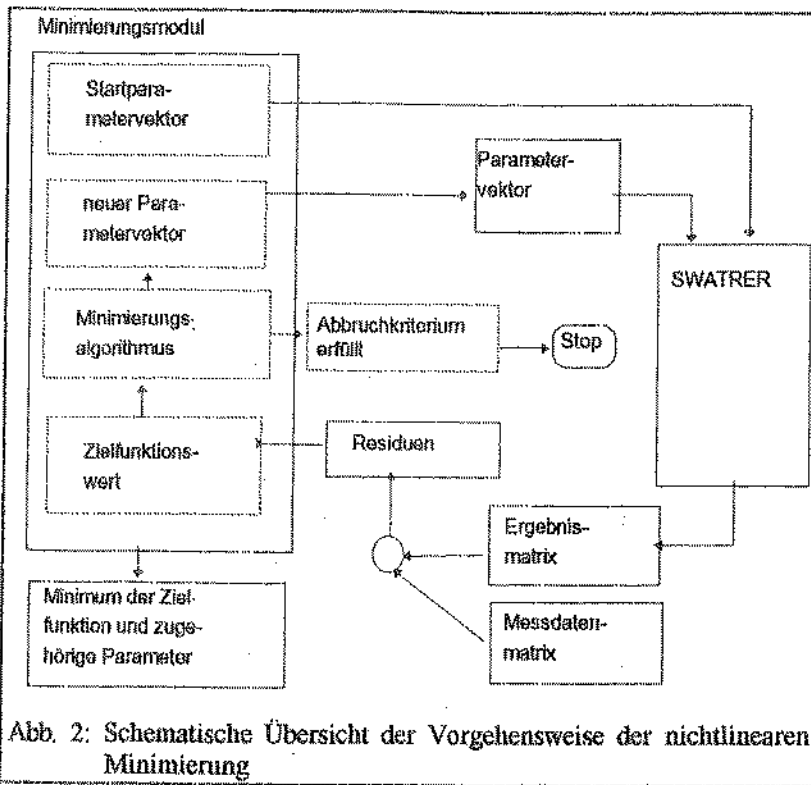 Minimierungsmodul
Startpara-
metervektor
neuer Para-
metervektor
Parameter-
vektor
SWATRER
Minimierungs-
algorithmus
Abbruchkriterium
erfüllt
Stop
Zielfunktions-
wert
Residuen
Ergebnis-
matrix
Minimum der Ziel-
funktion und zuge-
hörige Parameter
Messdaten-
matrix
Abb. 2: Schematische Übersicht der Vorgehensweise der nichtlinearen
Minimierung